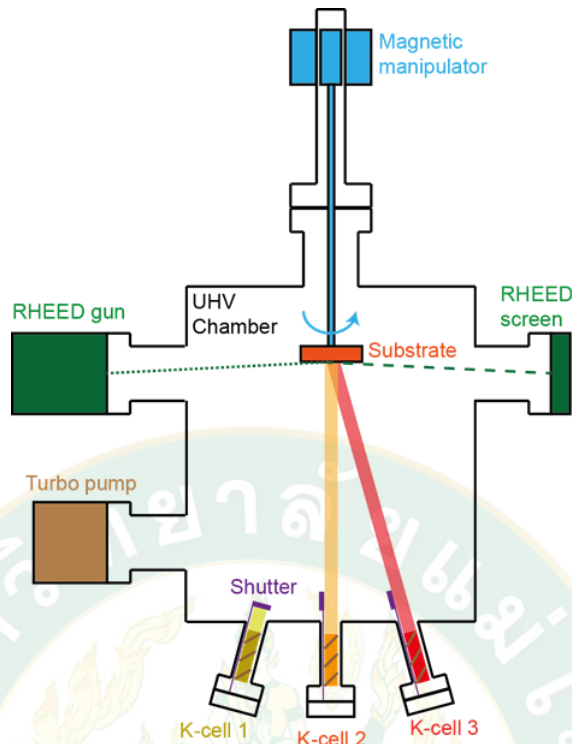 Magnetic
manipulator
RHEED gun
UHV
Chamber
RHEED
screen
Substrate
Turbo pump
Shutter
K-cell 1
K-cell 2
K-cell 3